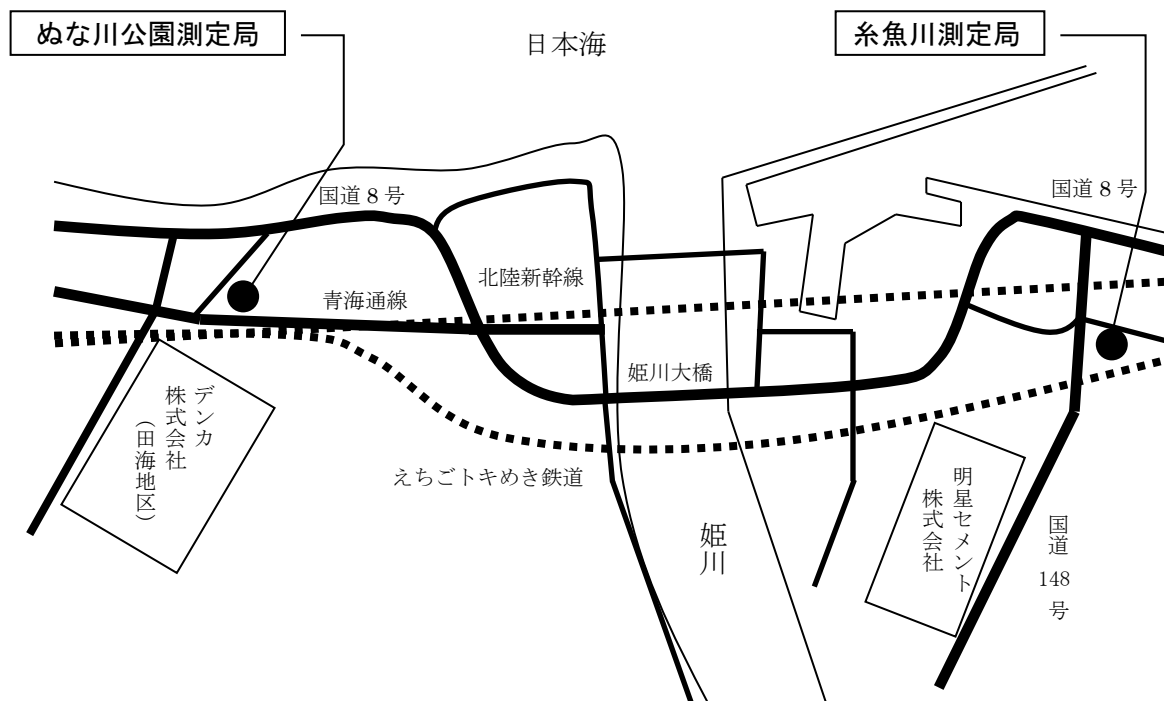 ぬな川公園測定局
日本海
糸魚川測定局
国道8号
国道8号
北陸新幹線
青海通線
姫川大橋
デンカ
株式会社
（田海地区）
えちごトキめき鉄道
姫川
明星セメント
株式会社
国道
148
号